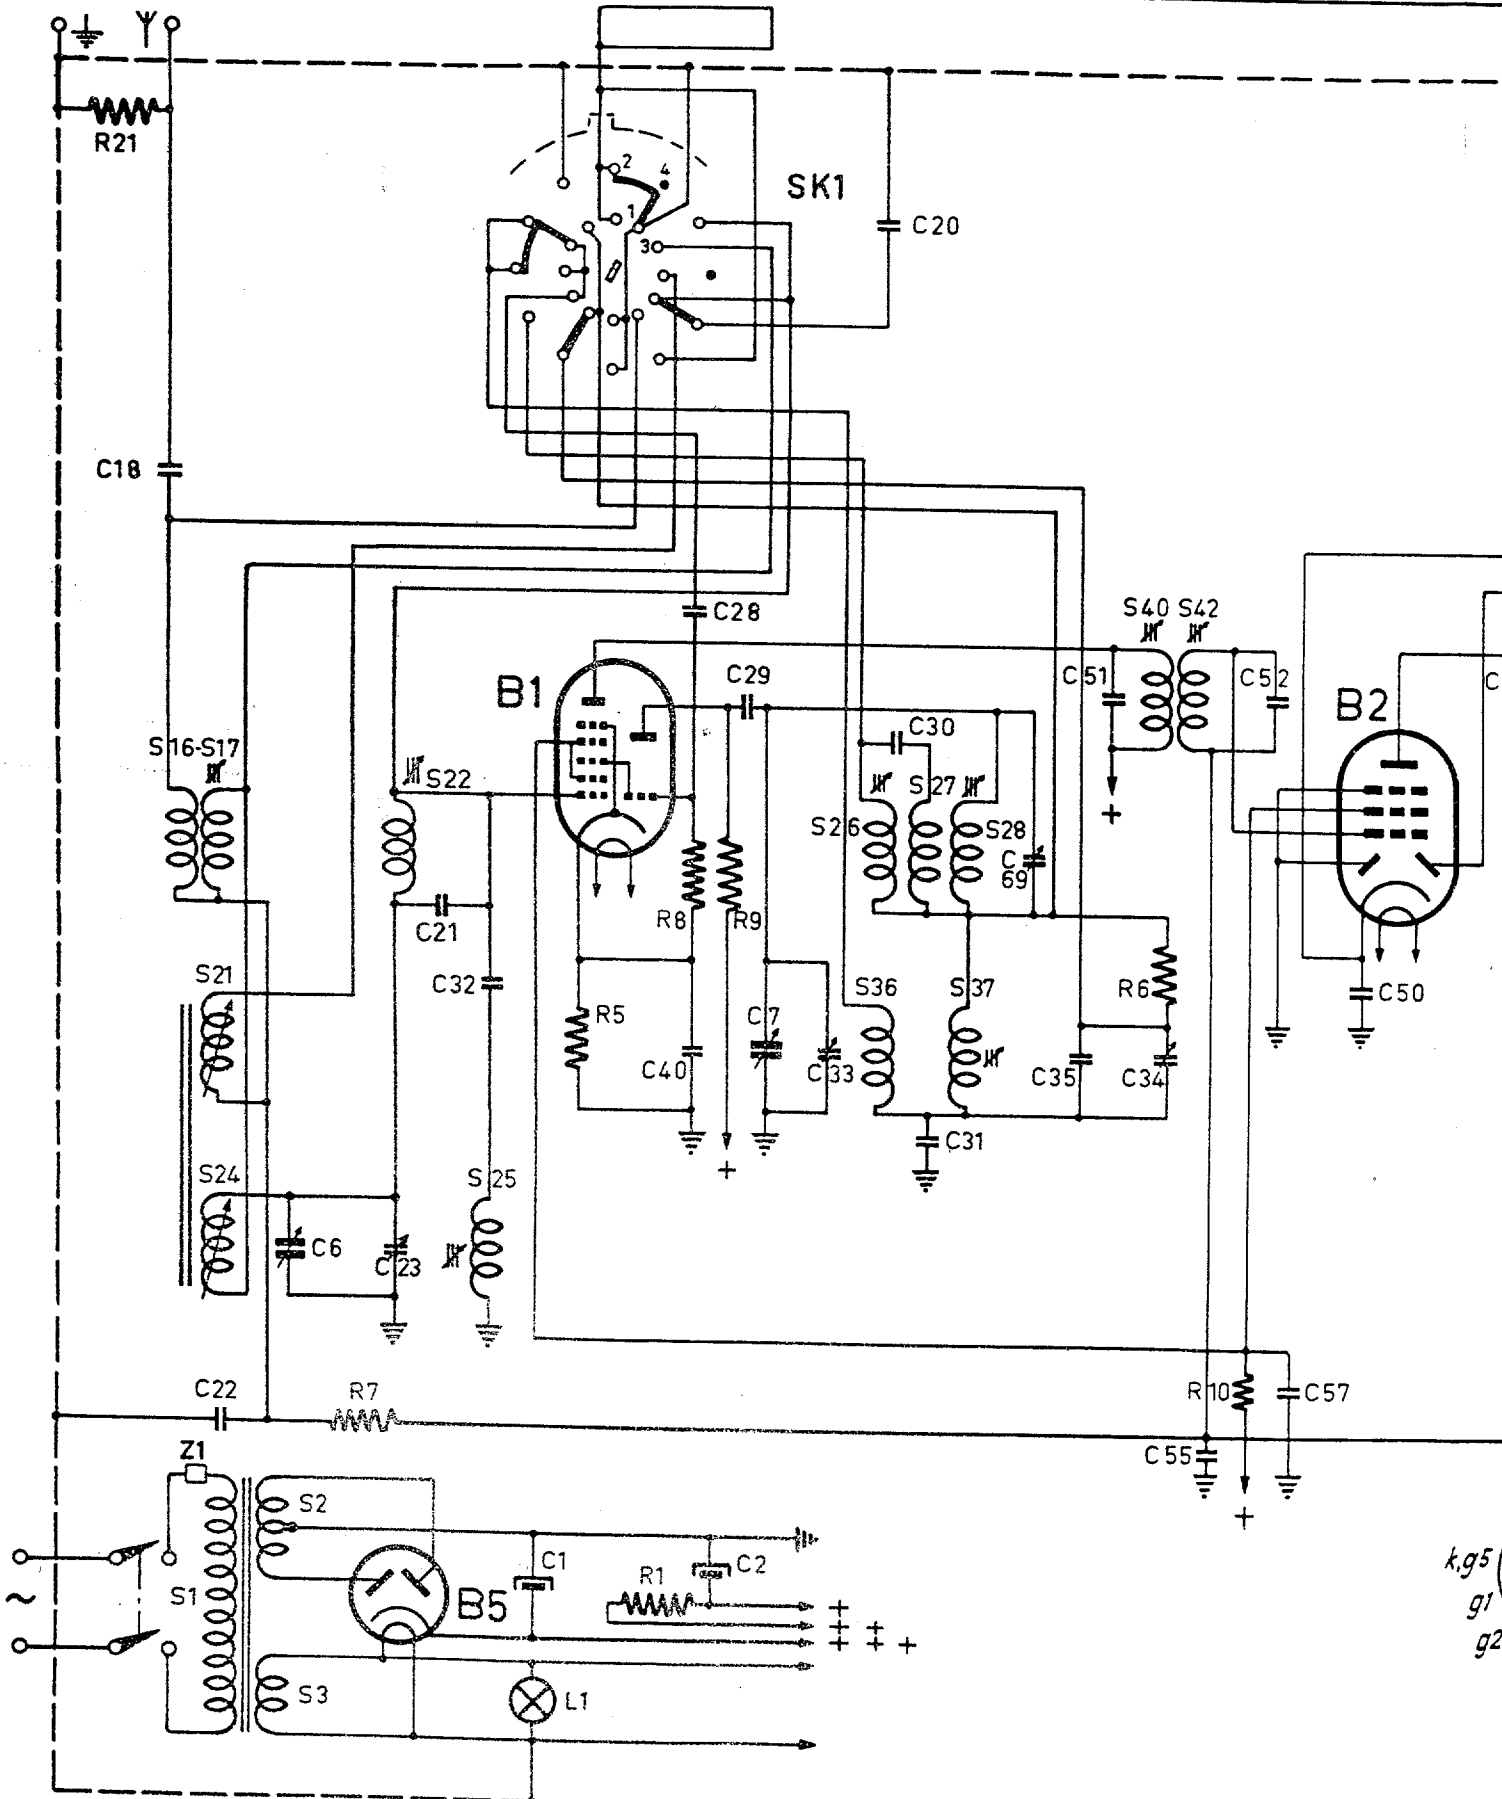 R21
2
4
SK1
1
3
C20
C18
C28
S40 S42
C51
C52
C
B1
C29
B2
S16-S17
S22
C30
S27
S26
S28
C
69
+
C21
R8
R9
C32
S21
R5
C7
S36
S37
R6
C50
C40
C33
C35
C34
C31
+
S24
S25
C6
C23
C22
R7
R10
C57
C55
Z1
+
S2
C1
C2
R1
S1
B5
k,g5
g1
g2
~
+
+ +
+ + +
S3
L1